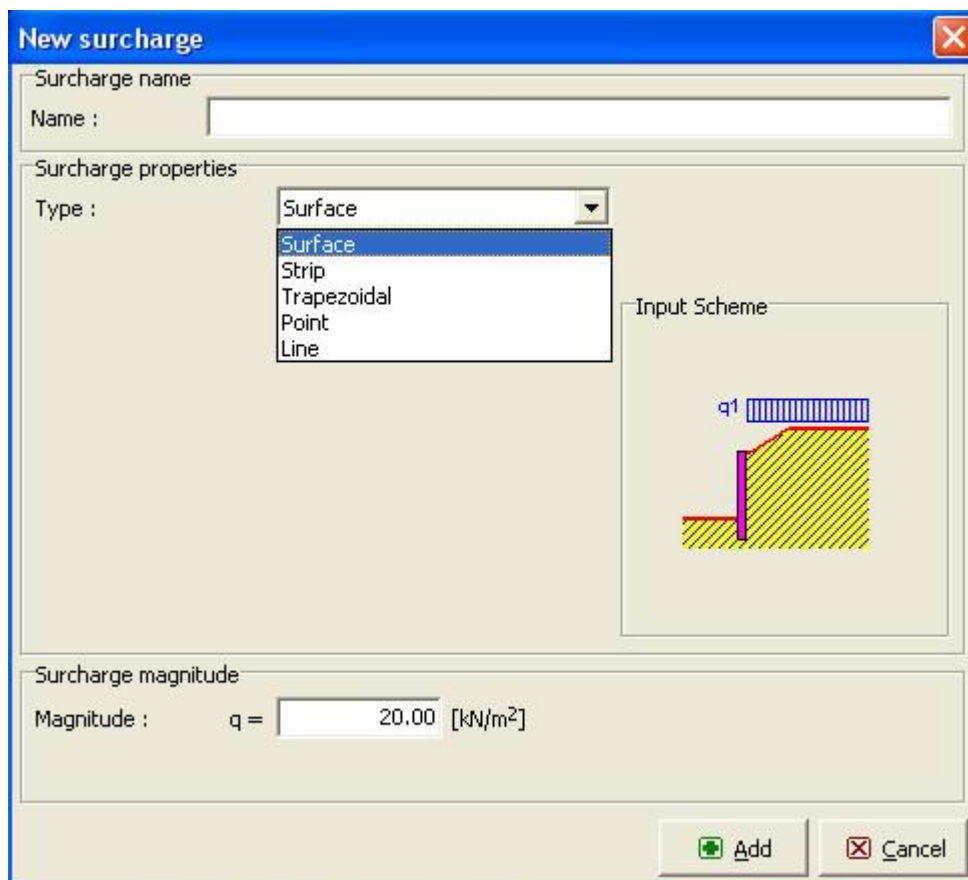 New surcharge
Surcharge name
Name :
Surcharge properties
Type :
Surface
Surface
Strip
Trapezoidal
Point
Line
Input Scheme
q1
Surcharge magnitude
Magnitude : q = 20.00 [kN/m²]
Add
Cancel